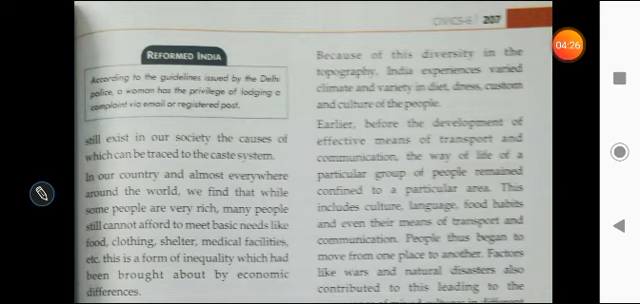 CIVICS-6 207
04:26
REFORMED INDIA
According to the guidelines issued by the Delhi
police, a woman has the privilege of lodging a
complaint via email or registered post.
still exist in our society the causes of
which can be traced to the caste system.
In our country and almost everywhere
around the world, we find that while
some people are very rich, many people
still cannot afford to meet basic needs like
food, clothing, shelter, medical facilities,
etc, this is a form of inequality which had
been brought about by economic
differences.
Because of this diversity in the
topography, India experiences varied
climate and variety in diet, dress, custom
and culture of the people.
Earlier, before the development of
effective means of transport and
communication, the way of life of a
particular group of people remained
confined to a particular area. This
includes culture, language, food habits
and even their means of transport and
communication. People thus began to
move from one place to another. Factors
like wars and natural disasters also
contributed to this leading to the